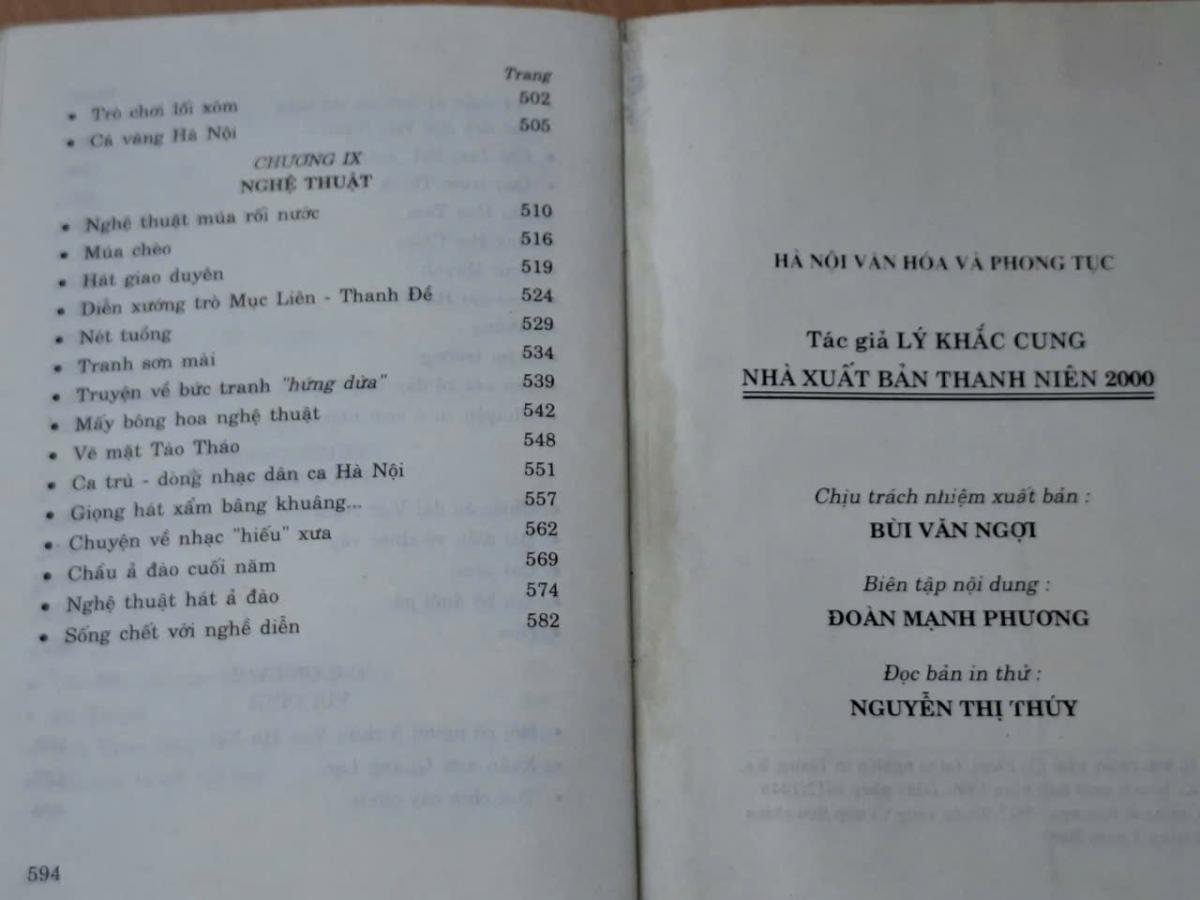 Trang
• Trò chơi lối xóm 502
• Cá vàng Hà Nội 505
CHƯƠNG IX
NGHỆ THUẬT
• Nghệ thuật múa rối nước 510
• Múa chèo 516
• Hát giao duyên 519
• Diễn xướng trò Mục Liên - Thanh Đề 524
• Nét tuồng 529
• Tranh sơn mài 534
• Truyện về bức tranh "hứng dừa" 539
• Mấy bông hoa nghệ thuật 542
• Vẽ mặt Tào Tháo 548
• Ca trù - dòng nhạc dân ca Hà Nội 551
• Giọng hát xẩm bâng khuâng... 557
• Chuyện về nhạc "hiếu" xưa 562
• Chầu ả đào cuối năm 569
• Nghệ thuật hát ả đào 574
• Sống chết với nghề diễn 582
594
HÀ NỘI VĂN HÓA VÀ PHONG TỤC
Tác giả LÝ KHẮC CUNG
NHÀ XUẤT BẢN THANH NIÊN 2000
Chịu trách nhiệm xuất bản :
BÙI VĂN NGỢI
Biên tập nội dung :
ĐOÀN MẠNH PHƯƠNG
Đọc bản in thử :
NGUYỄN THỊ THÚY